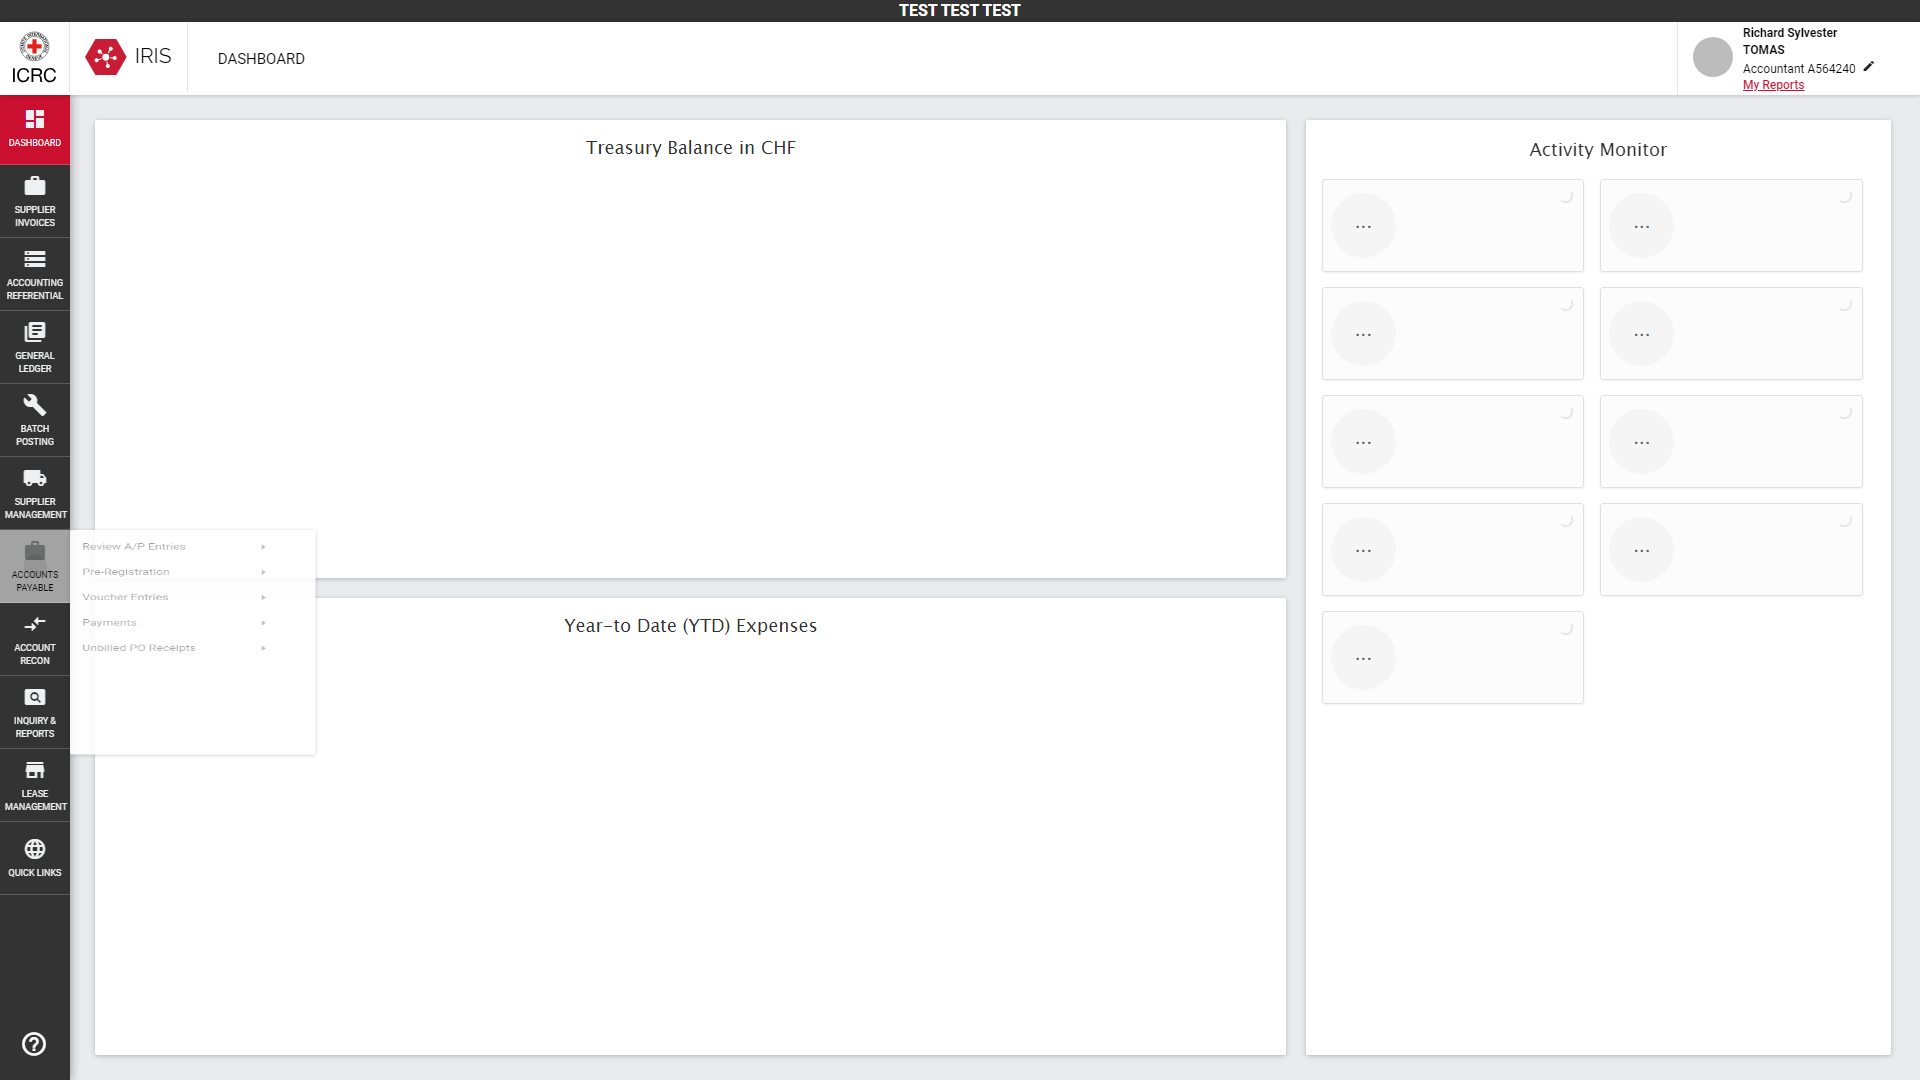 TEST TEST TEST
ICRC
IRIS
DASHBOARD
Richard Sylvester
TOMAS
Accountant A564240
My Reports
DASHBOARD
SUPPLIER
INVOICES
ACCOUNTING
REFERENTIAL
GENERAL
LEDGER
BATCH
POSTING
SUPPLIER
MANAGEMENT
ACCOUNTS
PAYABLE
ACCOUNT
RECON
INQUIRY &
REPORTS
LEASE
MANAGEMENT
QUICK LINKS
Review A/P Entries
Pre-Registration
Voucher Entries
Payments
Unbilled PO Receipts
Treasury Balance in CHF
Year-to Date (YTD) Expenses
Activity Monitor
...
...
...
...
...
...
...
...
...